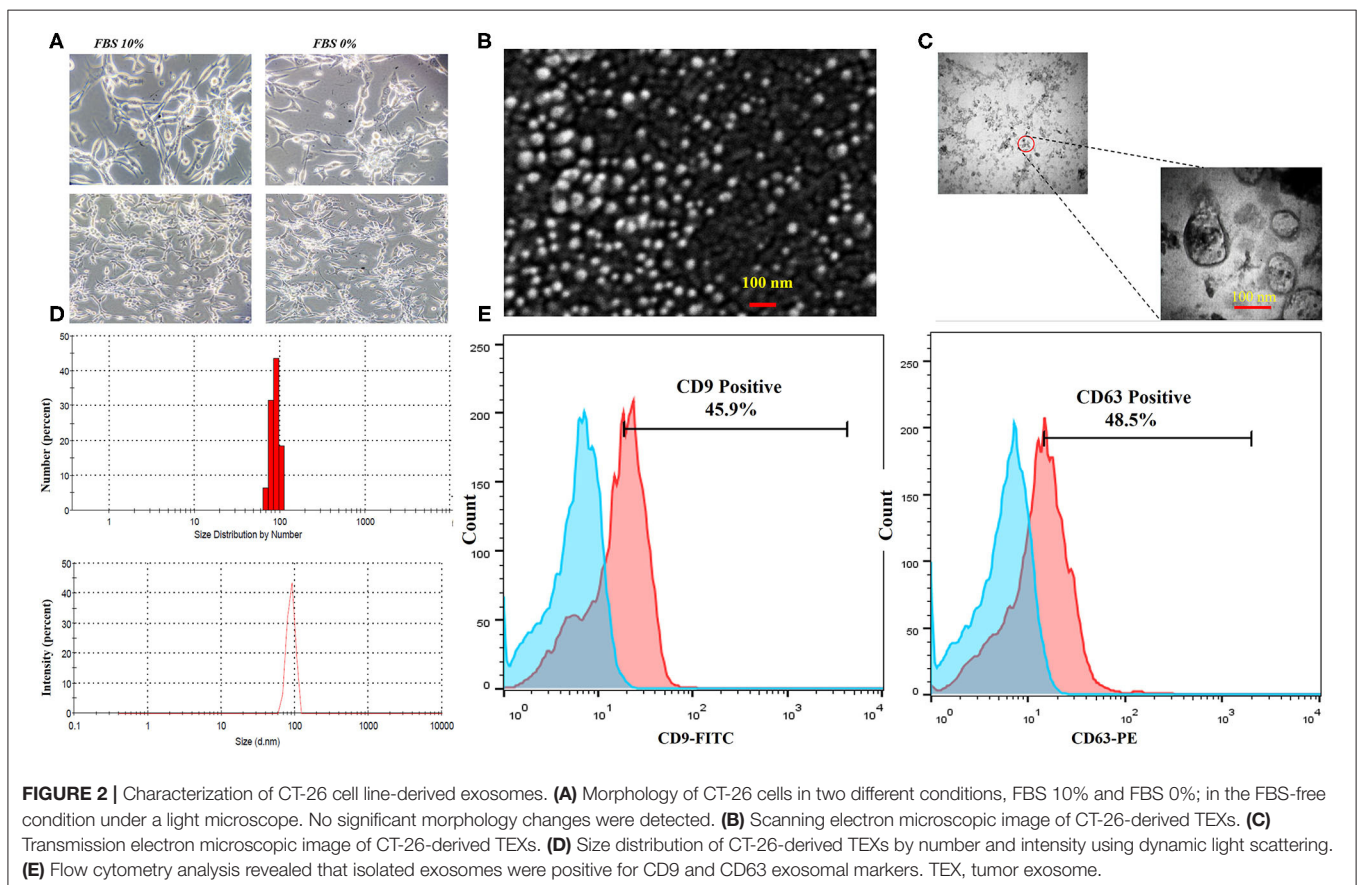 A
FBS 10%
FBS 0%
B
100 nm
C
100 nm
D
50
40
30
20
10
0
Number (percent)
1
10
100
1000
Size Distribution by Number
50
40
30
20
10
0
Intensity (percent)
0.1
1
10
100
1000
10000
Size (d.nm)
E
250
200
150
100
50
0
Count
CD9 Positive
45.9%
10^0
10^1
10^2
10^3
10^4
CD9-FITC
250
200
150
100
50
0
Count
CD63 Positive
48.5%
10^0
10^1
10^2
10^3
10^4
CD63-PE
FIGURE 2 | Characterization of CT-26 cell line-derived exosomes. (A) Morphology of CT-26 cells in two different conditions, FBS 10% and FBS 0%; in the FBS-free
condition under a light microscope. No significant morphology changes were detected. (B) Scanning electron microscopic image of CT-26-derived TEXs. (C)
Transmission electron microscopic image of CT-26-derived TEXs. (D) Size distribution of CT-26-derived TEXs by number and intensity using dynamic light scattering.
(E) Flow cytometry analysis revealed that isolated exosomes were positive for CD9 and CD63 exosomal markers. TEX, tumor exosome.